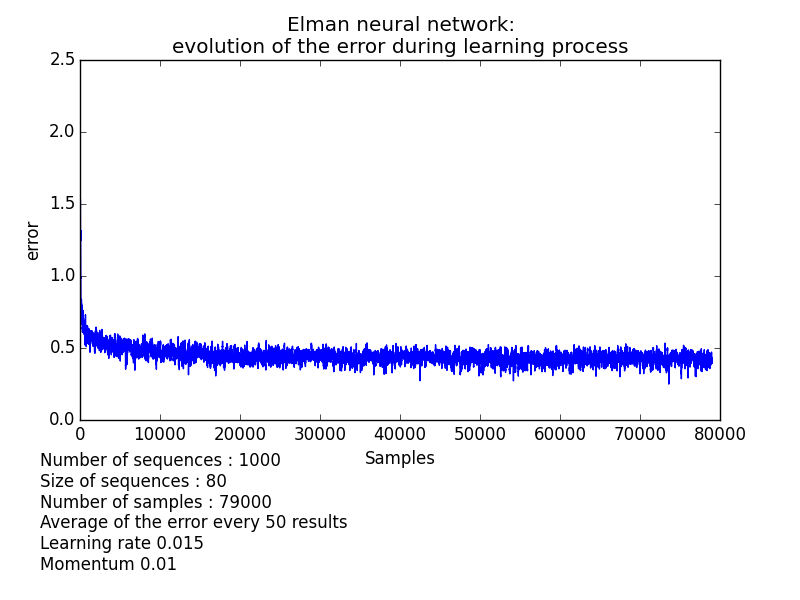 Elman neural network:
evolution of the error during learning process
2.5
2.0
1.5
1.0
0.5
0.0
error
0 10000 20000 30000 40000 50000 60000 70000 80000
Samples
Number of sequences : 1000
Size of sequences : 80
Number of samples : 79000
Average of the error every 50 results
Learning rate 0.015
Momentum 0.01